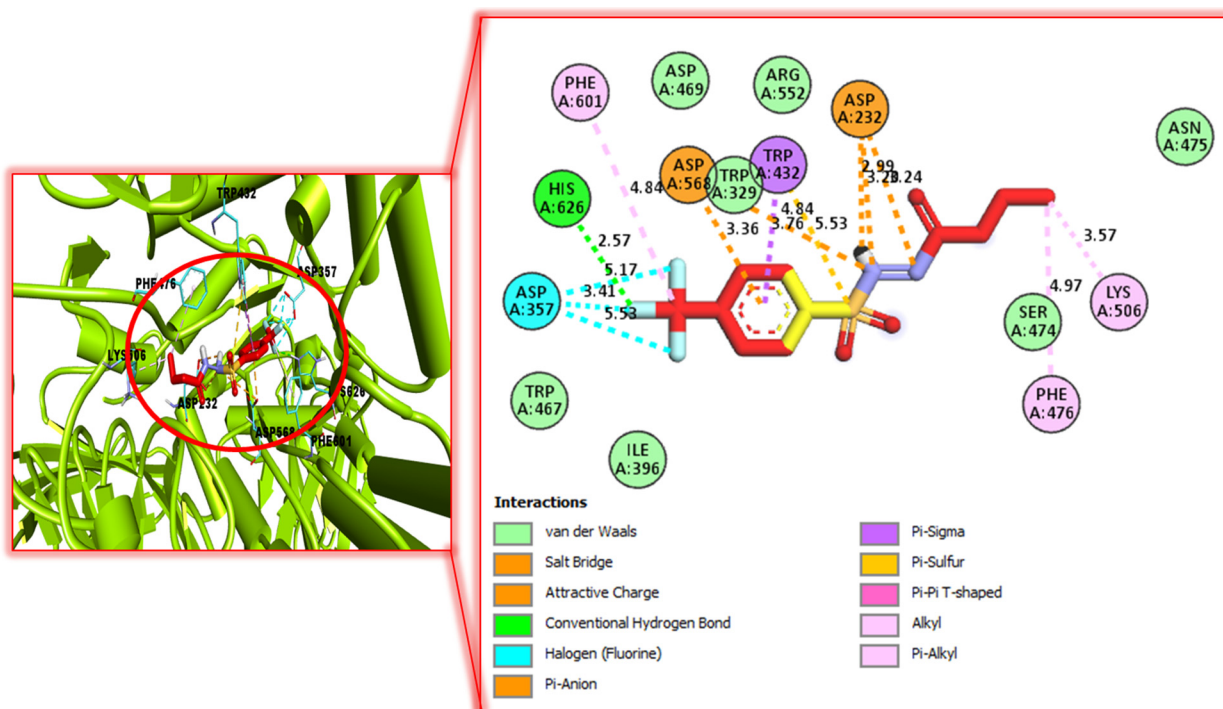 TRP432
ASP357
PHE476
LYS506
ASP232
S626
ASP568
PHE601
PHE
A:601
ASP
A:469
ARG
A:552
ASP
A:232
ASN
A:475
HIS
A:626
ASP
A:568
TRP
A:329
TRP
A:432
4.84
2.99
3.24
2.57
3.36
4.84
3.76
5.53
5.17
3.41
5.53
3.57
4.97
ASP
A:357
LYS
A:506
SER
A:474
PHE
A:476
TRP
A:467
ILE
A:396
Interactions
van der Waals
Salt Bridge
Attractive Charge
Conventional Hydrogen Bond
Halogen (Fluorine)
Pi-Anion
Pi-Sigma
Pi-Sulfur
Pi-Pi T-shaped
Alkyl
Pi-Alkyl